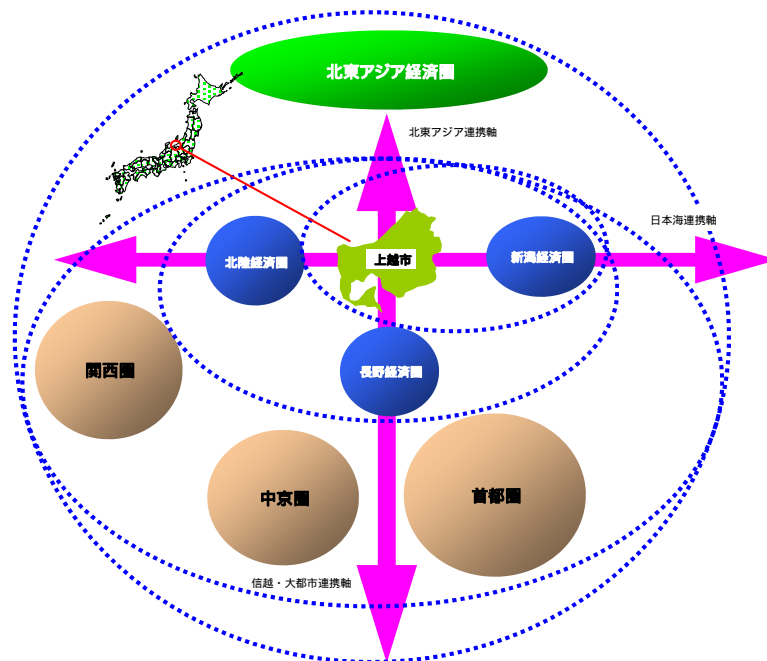 北東アジア経済圏
北東アジア連携軸
日本海連携軸
北陸経済圏
上越市
新潟経済圏
関西圏
長野経済圏
中京圏
首都圏
信越・大都市連携軸